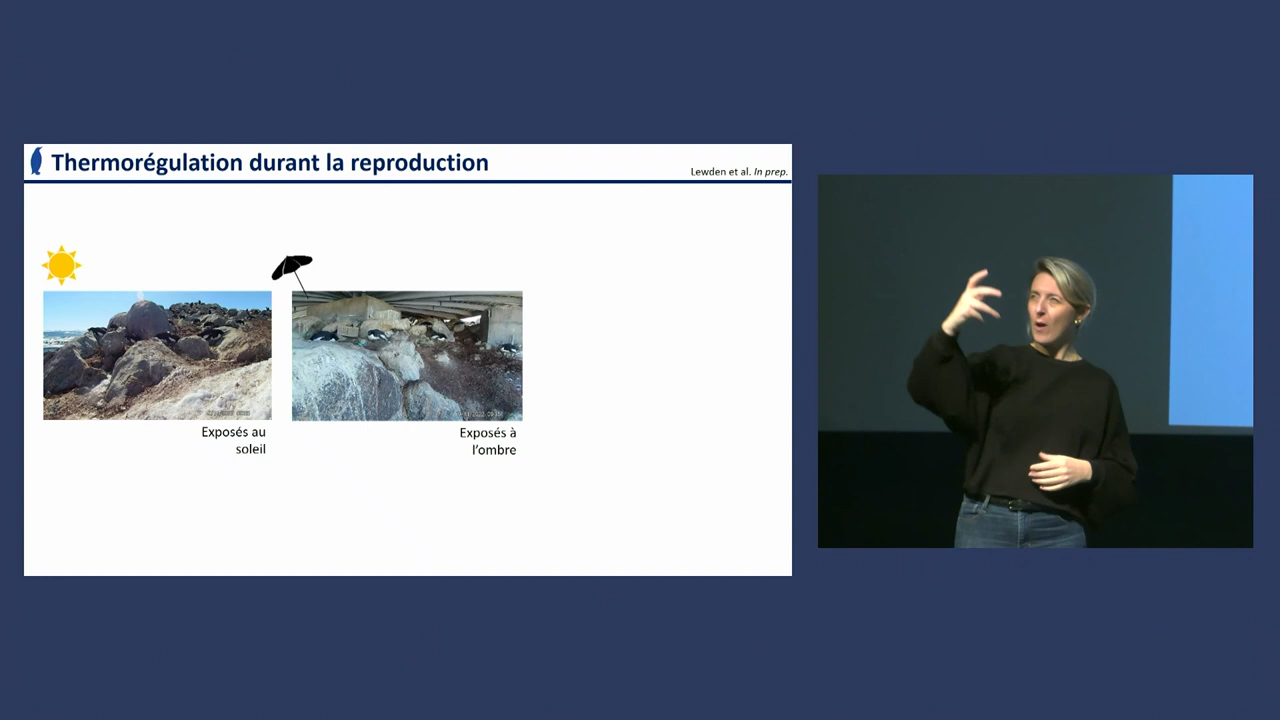 Thermorégulation durant la reproduction
Lewden et al. In prep.
Exposés au
soleil
Exposés à
l'ombre